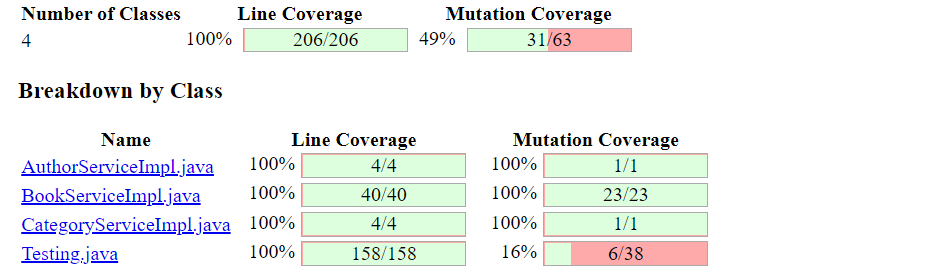 Number of Classes Line Coverage Mutation Coverage
4 100% 206/206 49% 31/63
Breakdown by Class
Name Line Coverage Mutation Coverage
AuthorServiceImpl.java 100% 4/4 100% 1/1
BookServiceImpl.java 100% 40/40 100% 23/23
CategoryServiceImpl.java 100% 4/4 100% 1/1
Testing.java 100% 158/158 16% 6/38